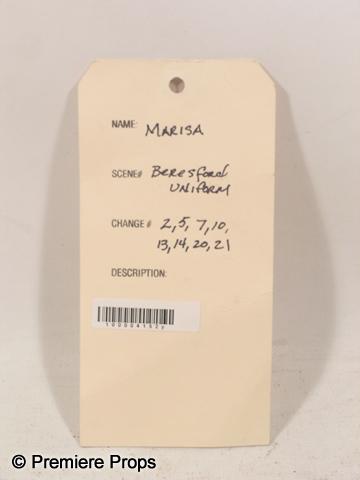 NAME: MARISA
SCENE# Beresford
UNIFORM
CHANGE # 2, 5, 7, 10,
13, 14, 20, 21
DESCRIPTION:
© Premiere Props